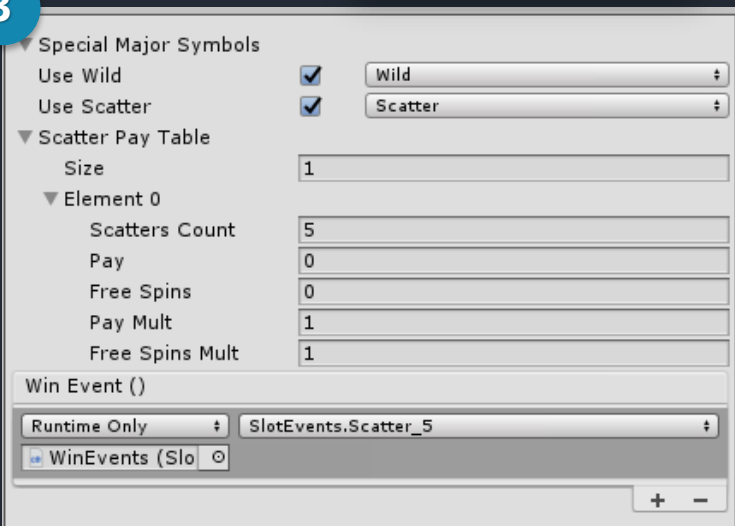 3
Special Major Symbols
Use Wild Wild
Use Scatter Scatter
Scatter Pay Table
Size 1
Element 0
Scatters Count 5
Pay 0
Free Spins 0
Pay Mult 1
Free Spins Mult 1
Win Event ()
Runtime Only SlotEvents.Scatter_5
WinEvents (Slo
+ −